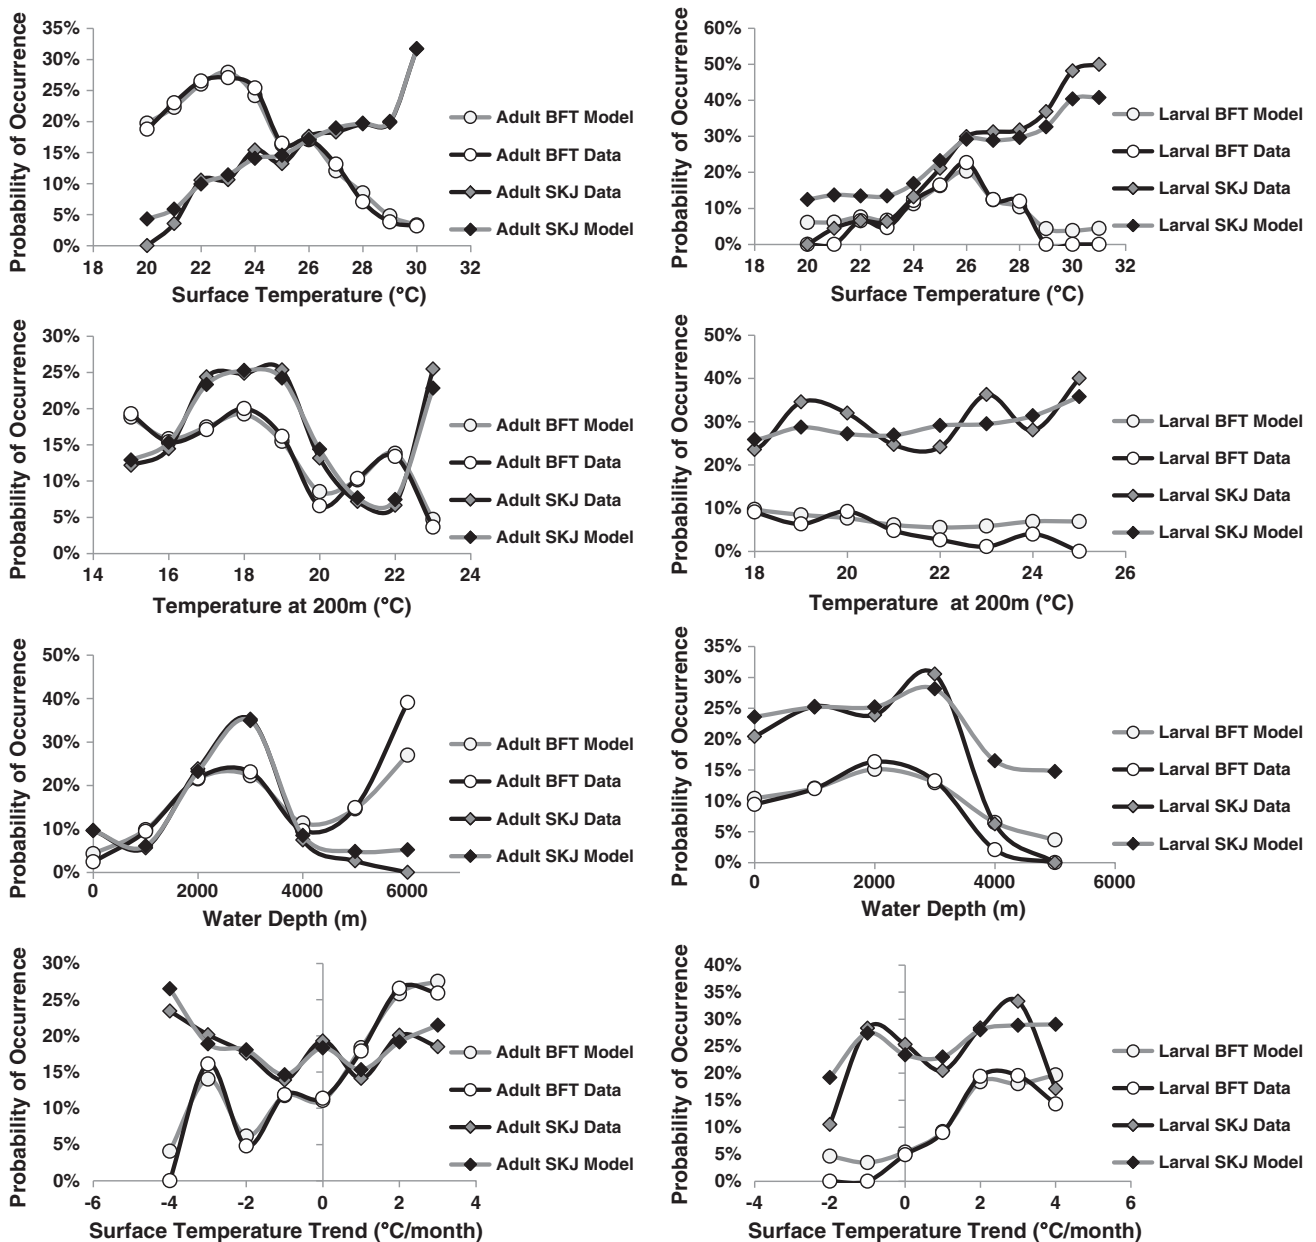 Probability of Occurrence
35%
30%
25%
20%
15%
10%
5%
0%
18 20 22 24 26 28 30 32
Surface Temperature (°C)
Adult BFT Model
Adult BFT Data
Adult SKJ Data
Adult SKJ Model
Probability of Occurrence
60%
50%
40%
30%
20%
10%
0%
18 20 22 24 26 28 30 32
Surface Temperature (°C)
Larval BFT Model
Larval BFT Data
Larval SKJ Data
Larval SKJ Model
Probability of Occurrence
30%
25%
20%
15%
10%
5%
0%
14 16 18 20 22 24
Temperature at 200m (°C)
Adult BFT Model
Adult BFT Data
Adult SKJ Data
Adult SKJ Model
Probability of Occurrence
50%
40%
30%
20%
10%
0%
18 20 22 24 26
Temperature at 200m (°C)
Larval BFT Model
Larval BFT Data
Larval SKJ Data
Larval SKJ Model
Probability of Occurrence
50%
40%
30%
20%
10%
0%
0 2000 4000 6000
Water Depth (m)
Adult BFT Model
Adult BFT Data
Adult SKJ Data
Adult SKJ Model
Probability of Occurrence
35%
30%
25%
20%
15%
10%
5%
0%
0 2000 4000 6000
Water Depth (m)
Larval BFT Model
Larval BFT Data
Larval SKJ Data
Larval SKJ Model
Probability of Occurrence
30%
25%
20%
15%
10%
5%
0%
-6 -4 -2 0 2 4
Surface Temperature Trend (°C/month)
Adult BFT Model
Adult BFT Data
Adult SKJ Data
Adult SKJ Model
Probability of Occurrence
40%
35%
30%
25%
20%
15%
10%
5%
0%
-4 -2 0 2 4 6
Surface Temperature Trend (°C/month)
Larval BFT Model
Larval BFT Data
Larval SKJ Data
Larval SKJ Model